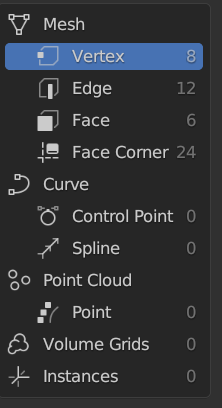 Mesh
Vertex 8
Edge 12
Face 6
Face Corner 24
Curve
Control Point 0
Spline 0
Point Cloud
Point 0
Volume Grids 0
Instances 0